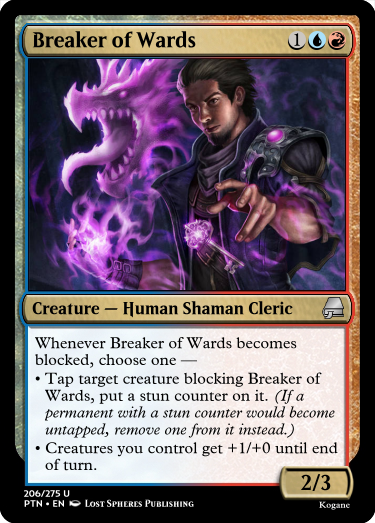 Breaker of Wards 1
Creature — Human Shaman Cleric
Whenever Breaker of Wards becomes
blocked, choose one —
• Tap target creature blocking Breaker of
Wards, put a stun counter on it. (If a
permanent with a stun counter would become
untapped, remove one from it instead.)
• Creatures you control get +1/+0 until end
of turn.
2/3
206/275 U
PTN • EN Lost Spheres Publishing
Kogane